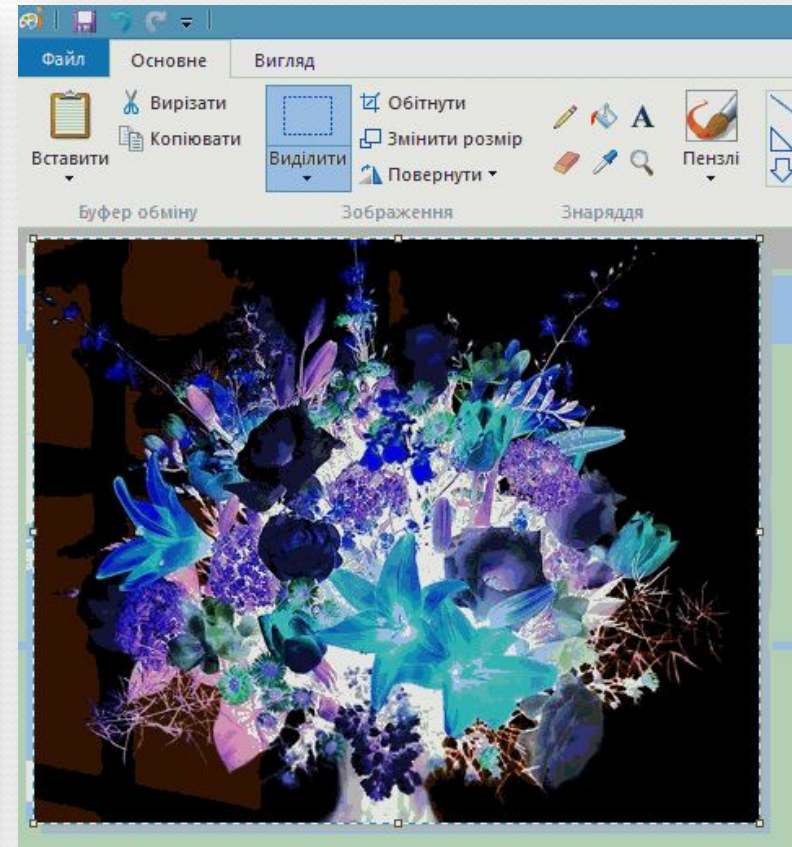 Файл Основне Вигляд
Вставити
Вирізати
Копіювати
Буфер обміну
Виділити
Обітнути
Змінити розмір
Повернути
Зображення
A
Знаряддя
Пензлі